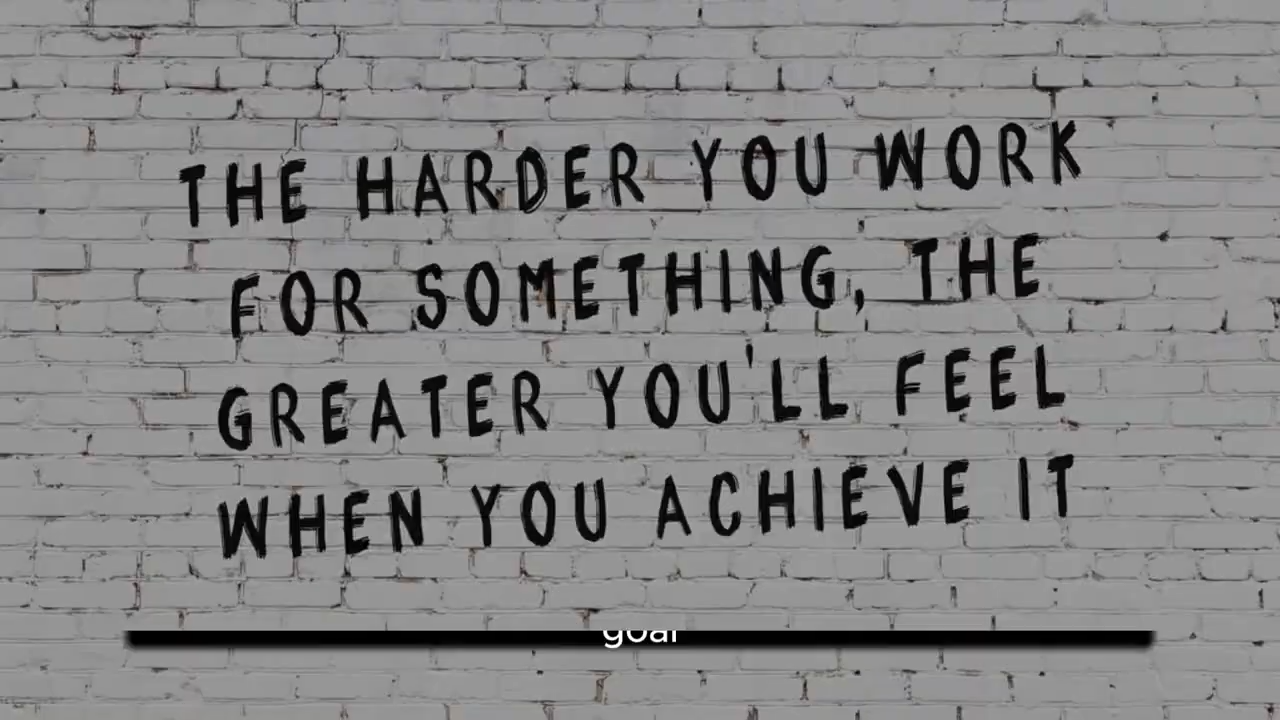 THE HARDER YOU WORK
FOR SOMETHING, THE
GREATER YOU'LL FEEL
WHEN YOU ACHIEVE IT
goal